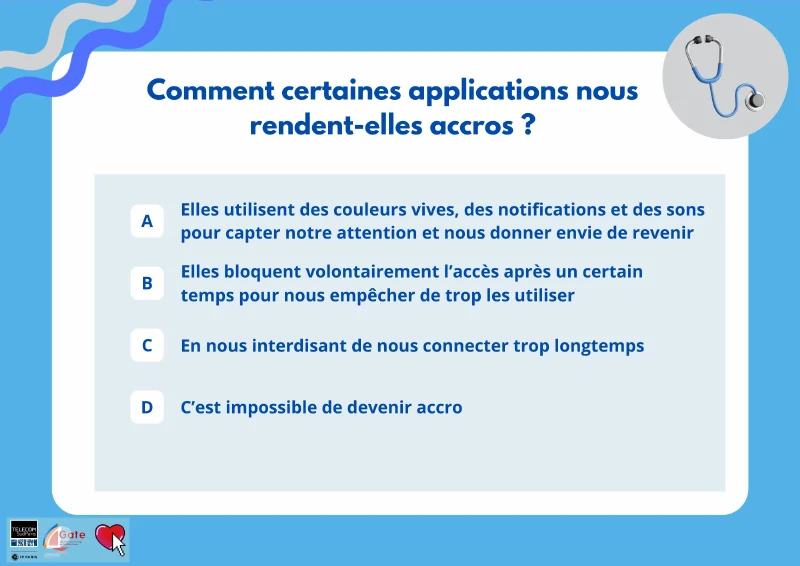 Comment certaines applications nous
rendent-elles accros ?
A
Elles utilisent des couleurs vives, des notifications et des sons
pour capter notre attention et nous donner envie de revenir
B
Elles bloquent volontairement l’accès après un certain
temps pour nous empêcher de trop les utiliser
C
En nous interdisant de nous connecter trop longtemps
D
C’est impossible de devenir accro
TELECOM
SudParis
Gate
IP PARIS